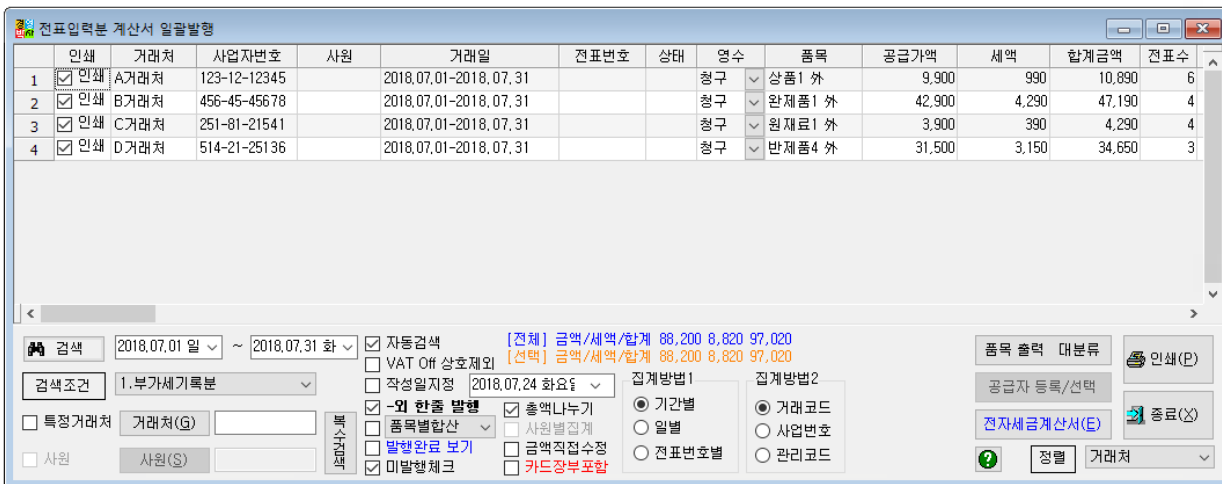 전표입력분 계산서 일괄발행
인쇄 거래처 사업자번호 사원 거래일 전표번호 상태 영수 품목 공급가액 세액 합계금액 전표수
1 인쇄 A거래처 123-12-12345 2018.07.01-2018.07.31 청구 상품1 外 9,900 990 10,890 6
2 인쇄 B거래처 456-45-45678 2018.07.01-2018.07.31 청구 완제품1 外 42,900 4,290 47,190 4
3 인쇄 C거래처 251-81-21541 2018.07.01-2018.07.31 청구 원재료1 外 3,900 390 4,290 4
4 인쇄 D거래처 514-21-25136 2018.07.01-2018.07.31 청구 반제품4 外 31,500 3,150 34,650 3
검색 2018.07.01 일 ~ 2018.07.31 화
검색조건 1.부가세기록분
특정거래처 거래처(G)
사원 사원(S)
복수검색
자동검색 [전체] 금액/세액/합계 88,200 8,820 97,020
VAT Off 상호제외 [선택] 금액/세액/합계 88,200 8,820 97,020
작성일지정 2018.07.24 화요일
-외 한줄 발행 총액나누기
품목별합산 사원별집계
발행완료 보기 금액직접수정
미발행체크 카드장부포함
집계방법1
기간별
일별
전표번호별
집계방법2
거래코드
사업번호
관리코드
품목 출력 대분류
공급자 등록/선택
전자세금계산서(E)
? 정렬 거래처
인쇄(P)
종료(X)